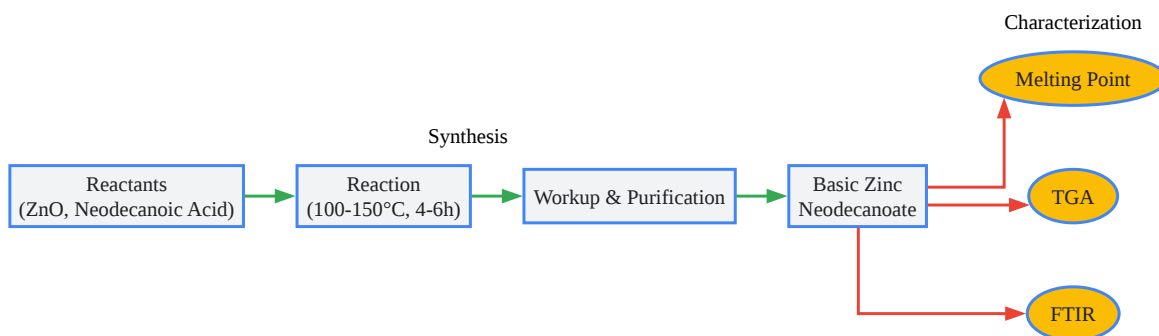 Characterization
Melting Point
Synthesis
Reactants
(ZnO, Neodecanoic Acid)
Reaction
(100-150°C, 4-6h)
Workup & Purification
Basic Zinc
Neodecanoate
TGA
FTIR